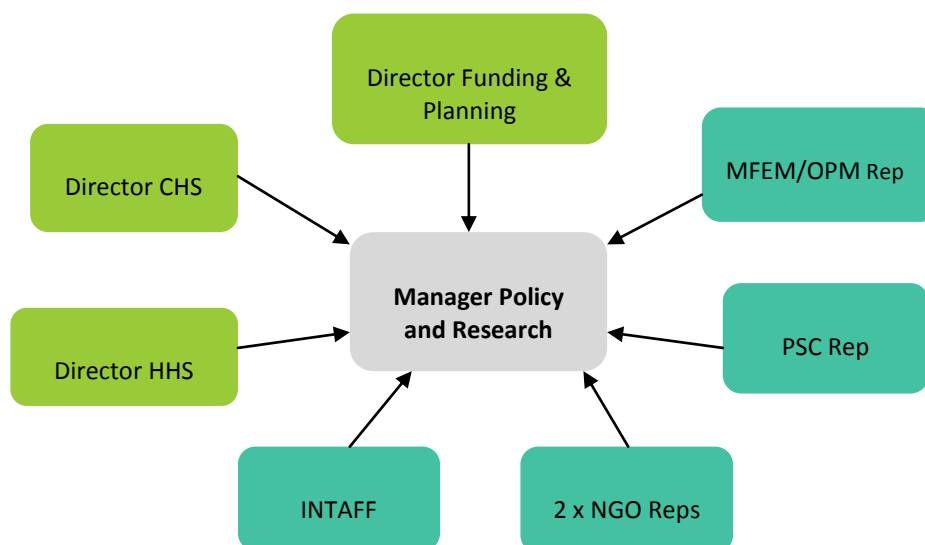 Director Funding &
Planning
Director CHS
MFEM/OPM Rep
Manager Policy
and Research
Director HHS
PSC Rep
INTAFF
2 x NGO Reps